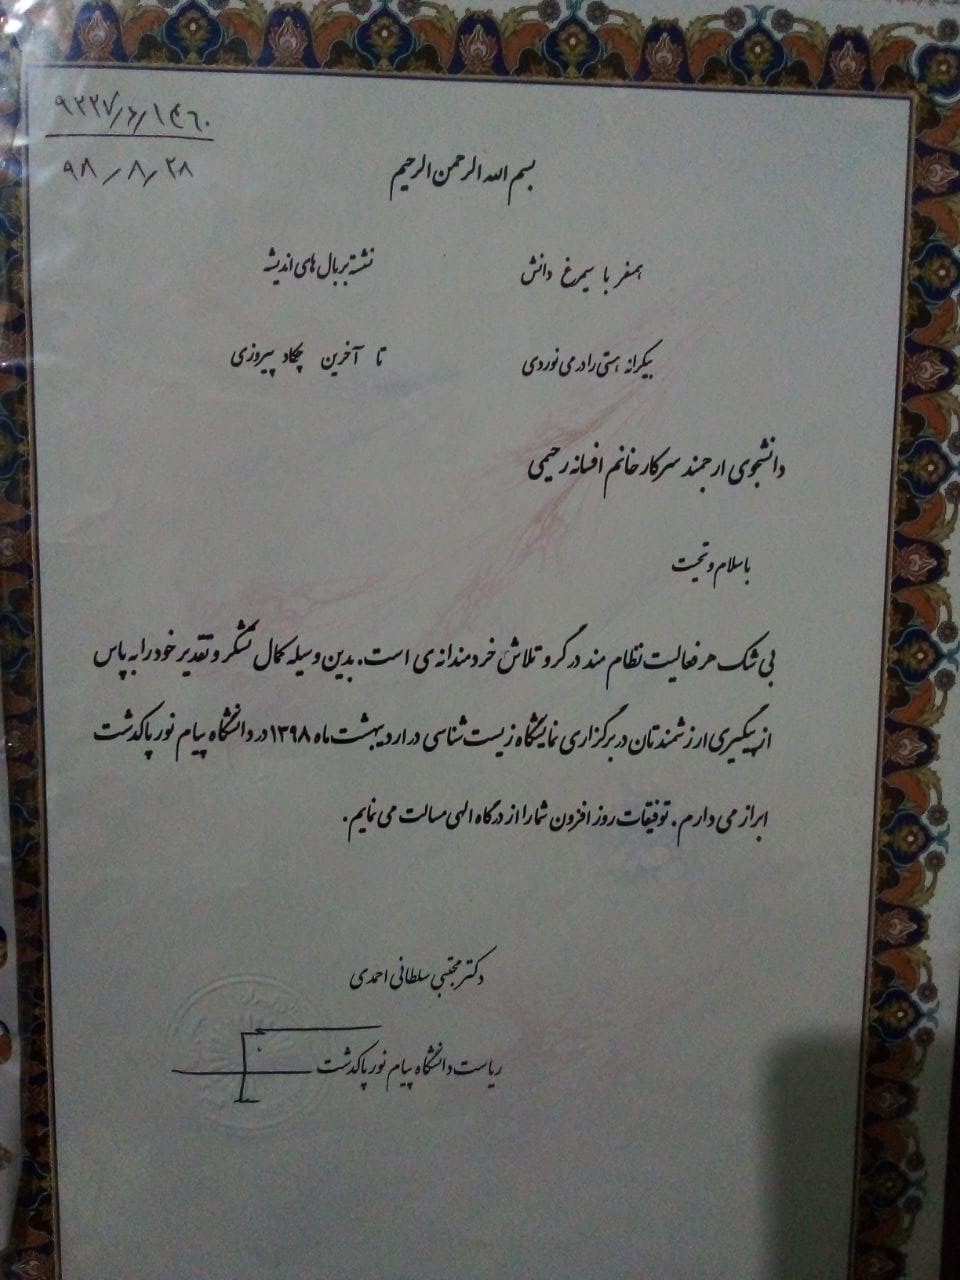 ۹۲۲۷/د/۱۴۶۰
۹۸/۸/۲۸
بسم الله الرحمن الرحیم
همسفر با سیمرغ دانش نشسته بر بال های اندیشه
بیکرانه هستی را در می نوردی تا آخرین چکاد پیروزی
دانشجوی ارجمند سرکار خانم افسانه رحیمی
با سلام و تحیت
بی شک هر فعالیت نظام مند در گرو تلاش خردمندانه ی است. بدین وسیله کمال تشکر و تقدیر خود را به پاس
از پیگیری ارزشمندتان در برگزاری نمایشگاه زیست شناسی در اردیبهشت ماه ۱۳۹۸ در دانشگاه پیام نور پاکدشت
ابراز می دارم. توفیقات روز افزون شما را از درگاه الهی مسالت می نمایم.
دکتر مجتبی سلطانی احمدی
ریاست دانشگاه پیام نور پاکدشت